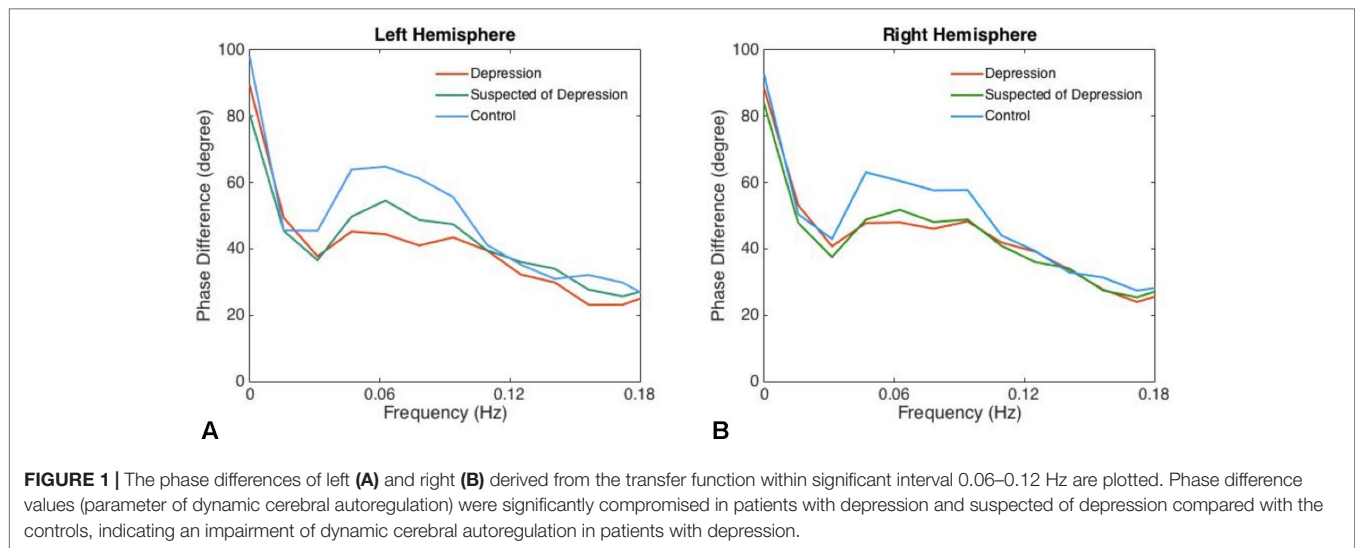 Left Hemisphere
100
80
60
40
20
0
Phase Difference (degree)
Depression
Suspected of Depression
Control
0
0.06
0.12
0.18
Frequency (Hz)
A
Right Hemisphere
100
80
60
40
20
0
Phase Difference (degree)
Depression
Suspected of Depression
Control
0
0.06
0.12
0.18
Frequency (Hz)
B
FIGURE 1 | The phase differences of left (A) and right (B) derived from the transfer function within significant interval 0.06–0.12 Hz are plotted. Phase difference
values (parameter of dynamic cerebral autoregulation) were significantly compromised in patients with depression and suspected of depression compared with the
controls, indicating an impairment of dynamic cerebral autoregulation in patients with depression.